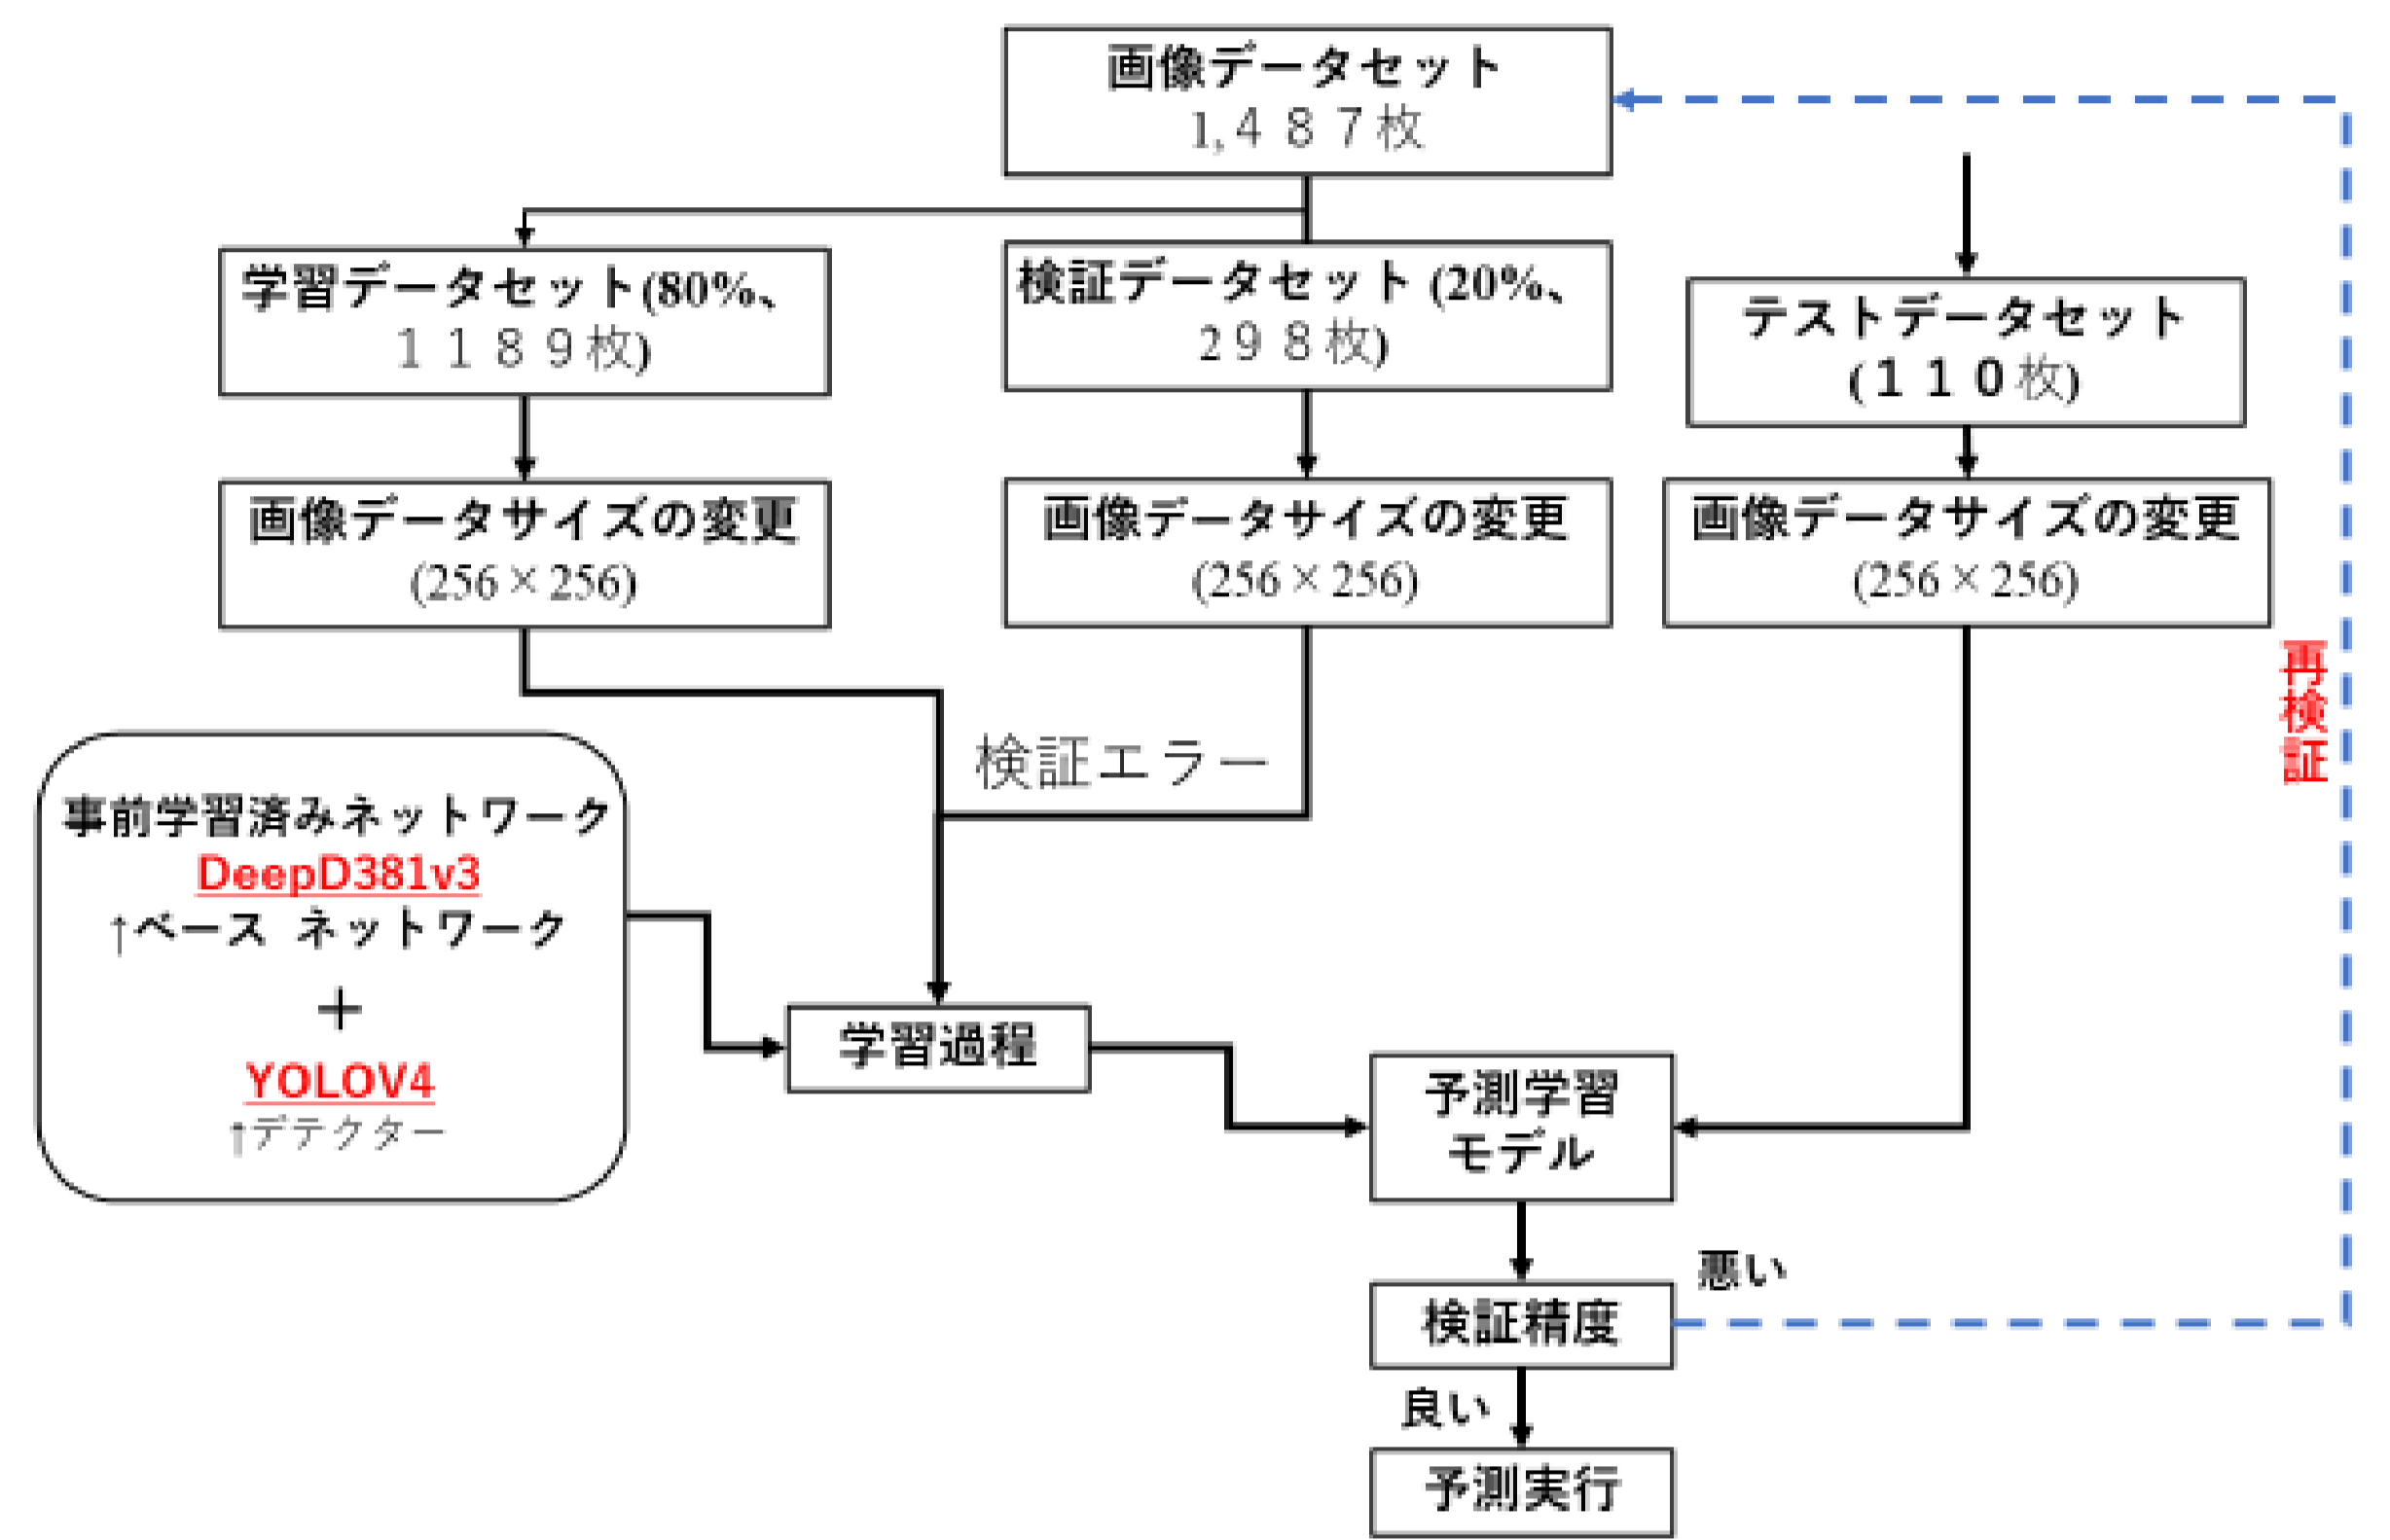 画像データセット
1,４８７枚
学習データセット(80%、
１１８９枚)
検証データセット (20%、
2９８枚)
テストデータセット
(１１０枚)
画像データサイズの変更
(256×256)
画像データサイズの変更
(256×256)
画像データサイズの変更
(256×256)
再検証
検証エラー
事前学習済みネットワーク
DeepD381v3
↑ベース ネットワーク
＋
YOLOV4
↑デテクター
学習過程
予測学習
モデル
悪い
検証精度
良い
予測実行